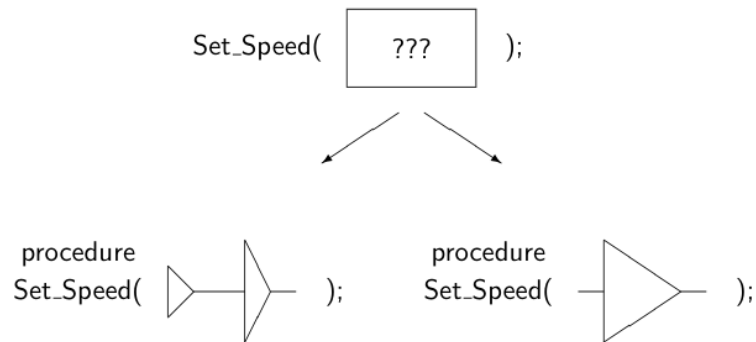 Set_Speed( ??? );
procedure
Set_Speed( );
procedure
Set_Speed( );